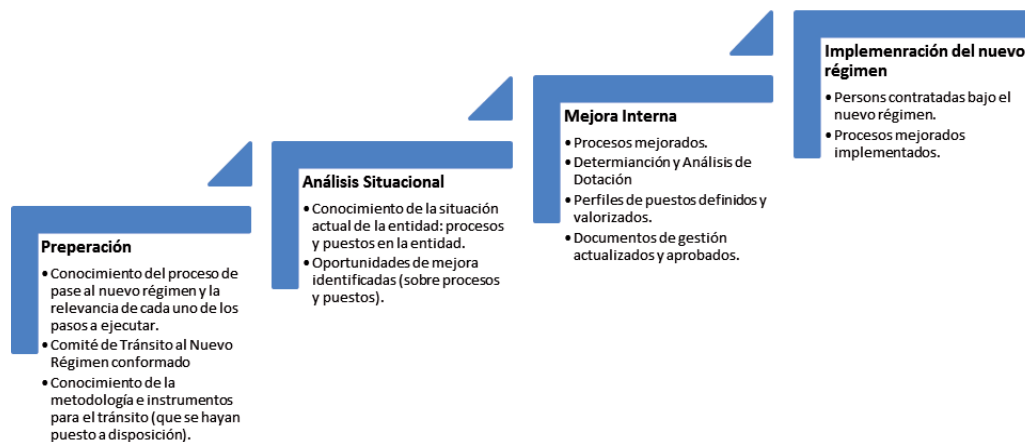 Preparación
• Conocimiento del proceso de
pase al nuevo régimen y la
relevancia de cada uno de los
pasos a ejecutar.
• Comité de Tránsito al Nuevo
Régimen conformado
• Conocimiento de la
metodología e instrumentos
para el tránsito (que se hayan
puesto a disposición).
Análisis Situacional
• Conocimiento de la situación
actual de la entidad: procesos
y puestos en la entidad.
• Oportunidades de mejora
identificadas (sobre procesos
y puestos).
Mejora Interna
• Procesos mejorados.
• Determianción y Análisis de
Dotación
• Perfiles de puestos definidos y
valorizados.
• Documentos de gestión
actualizados y aprobados.
Implemenración del nuevo
régimen
• Persons contratadas bajo el
nuevo régimen.
• Procesos mejorados
implementados.